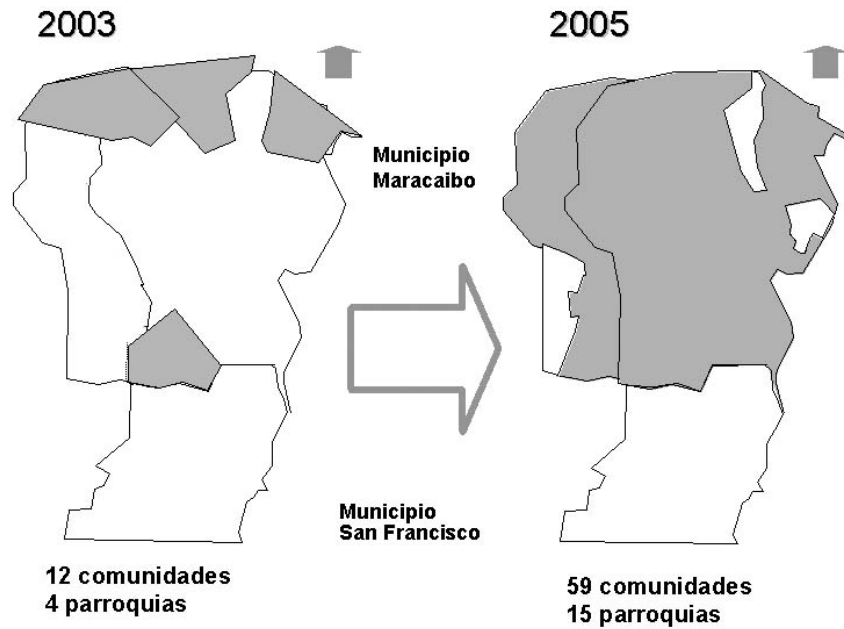 2003
2005
Municipio
Maracaibo
Municipio
San Francisco
12 comunidades
4 parroquias
59 comunidades
15 parroquias